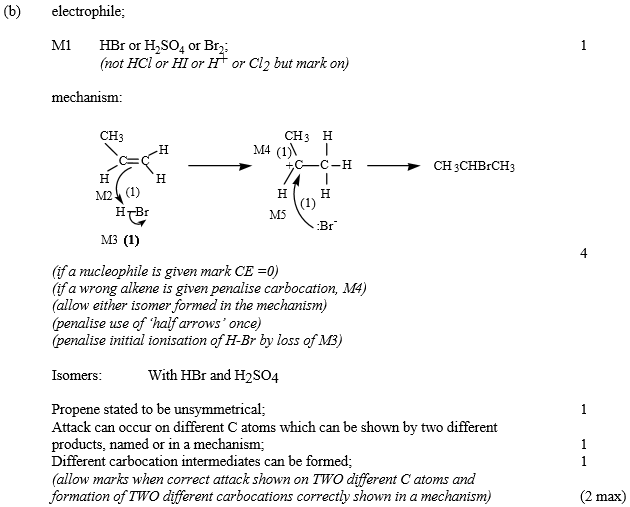 (b) electrophile;
M1 HBr or H₂SO₄ or Br₂; 1
(not HCl or HI or H⁺ or Cl₂ but mark on)
mechanism:
CH3 CH3 H
H M4 (1)
C=C +C—C–H CH3CHBrCH3
H H H H
M2 (1) (1)
H–Br M5 :Br⁻
M3 (1)
4
(if a nucleophile is given mark CE =0)
(if a wrong alkene is given penalise carbocation, M4)
(allow either isomer formed in the mechanism)
(penalise use of ‘half arrows’ once)
(penalise initial ionisation of H-Br by loss of M3)
Isomers: With HBr and H2SO4
Propene stated to be unsymmetrical; 1
Attack can occur on different C atoms which can be shown by two different
products, named or in a mechanism; 1
Different carbocation intermediates can be formed; 1
(allow marks when correct attack shown on TWO different C atoms and
formation of TWO different carbocations correctly shown in a mechanism) (2 max)